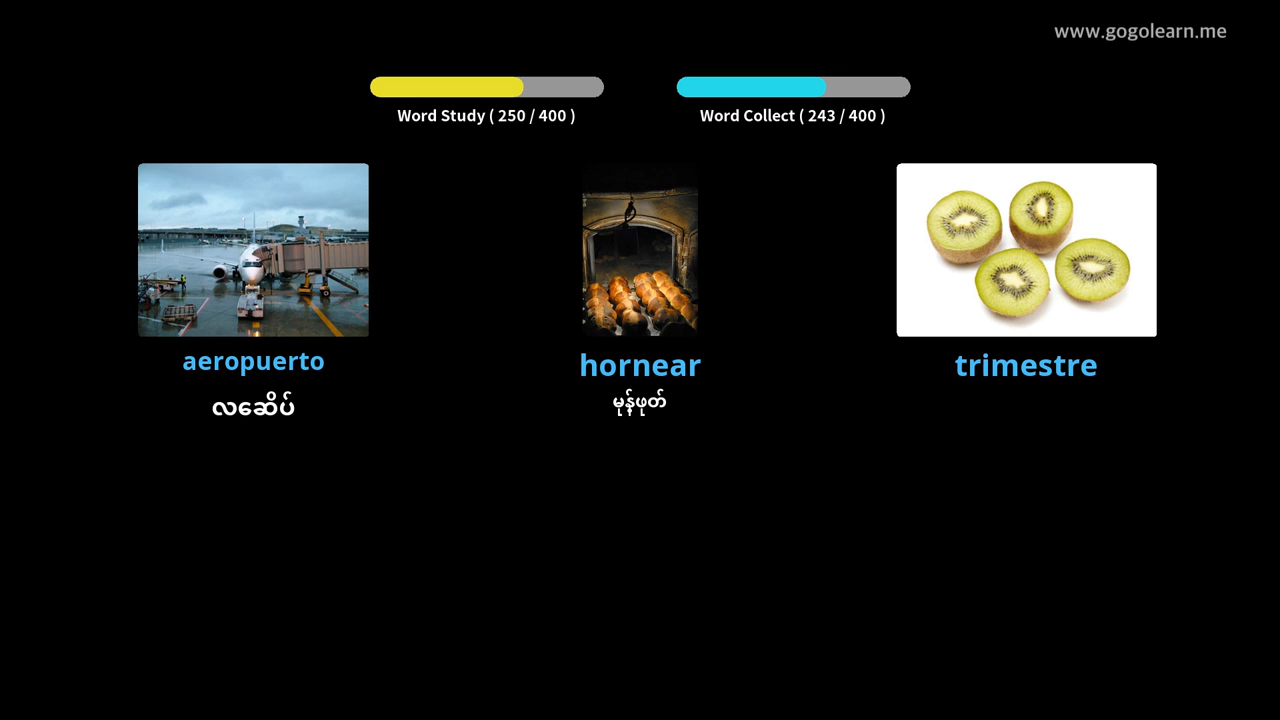 www.gogolearn.me
Word Study ( 250 / 400 )
Word Collect ( 243 / 400 )
aeropuerto
hornear
trimestre
လဆေိပ်
မုန့်ဖုတ်